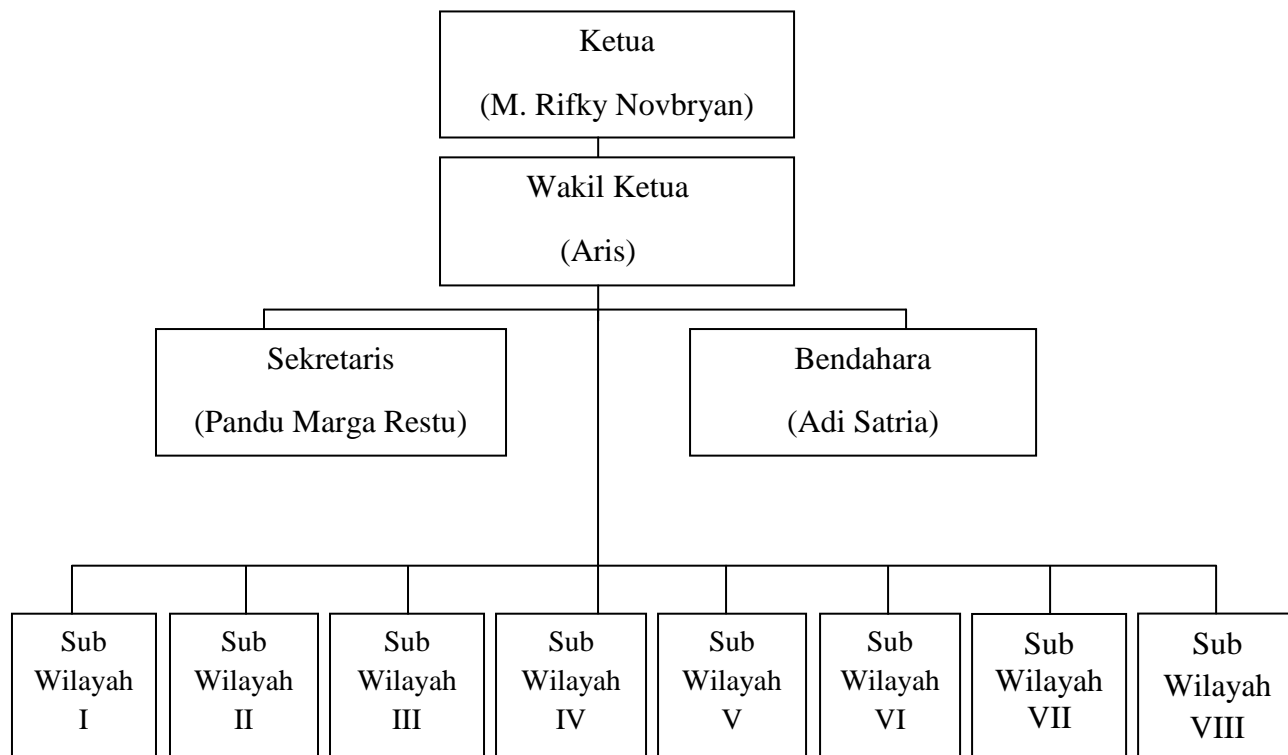 Ketua
(M. Rifky Novbryan)
Wakil Ketua
(Aris)
Sekretaris
(Pandu Marga Restu)
Bendahara
(Adi Satria)
Sub
Wilayah
I
Sub
Wilayah
II
Sub
Wilayah
III
Sub
Wilayah
IV
Sub
Wilayah
V
Sub
Wilayah
VI
Sub
Wilayah
VII
Sub
Wilayah
VIII